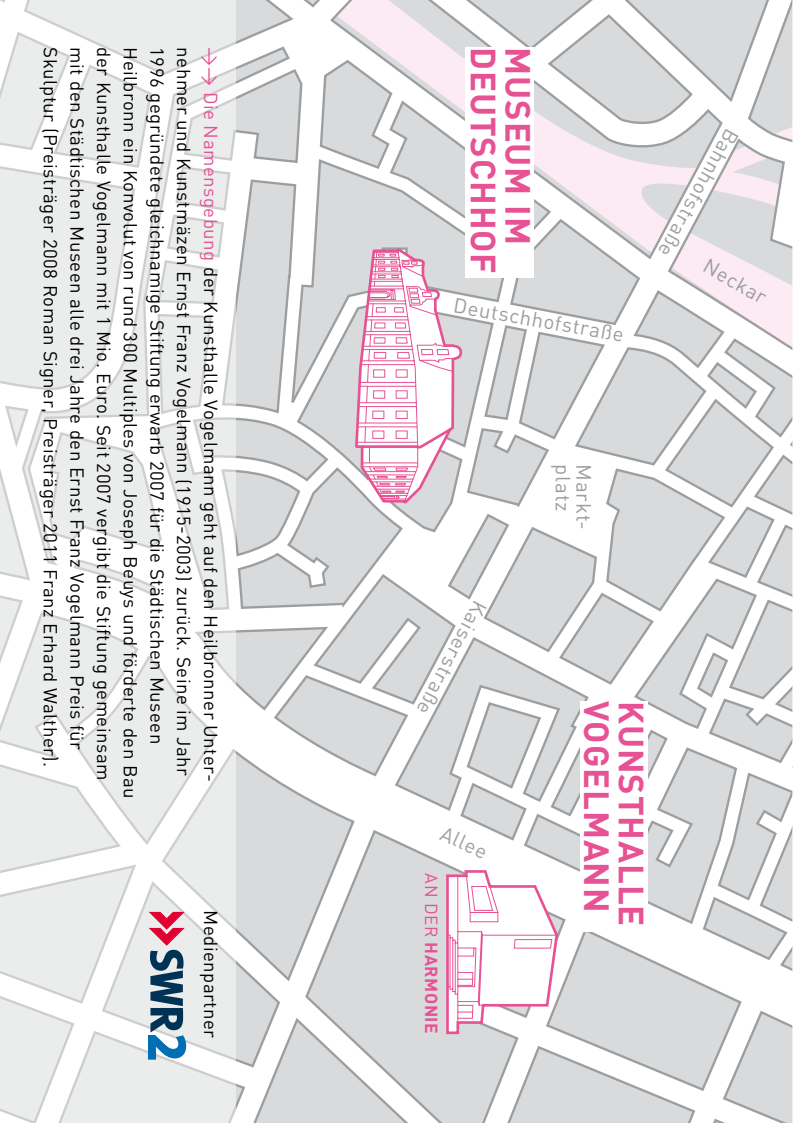 MUSEUM IM
DEUTSCHHOF
Bahnhofstraße
Neckar
Deutschhofstraße
Markt-
platz
Kaiserstraße
KUNSTHALLE
VOGELMANN
Allee
AN DER HARMONIE
→→ Die Namensgebung der Kunsthalle Vogelmann geht auf den Heilbronner Unter-
nehmer und Kunstmäzen Ernst Franz Vogelmann (1915-2003) zurück. Seine im Jahr
1996 gegründete gleichnamige Stiftung erwarb 2007 für die Städtischen Museen
Heilbronn ein Konvolut von rund 300 Multiples von Joseph Beuys und förderte den Bau
der Kunsthalle Vogelmann mit 1 Mio. Euro. Seit 2007 vergibt die Stiftung gemeinsam
mit den Städtischen Museen alle drei Jahre den Ernst Franz Vogelmann Preis für
Skulptur (Preisträger 2008 Roman Signer, Preisträger 2011 Franz Erhard Walther).
Medienpartner
SWR2